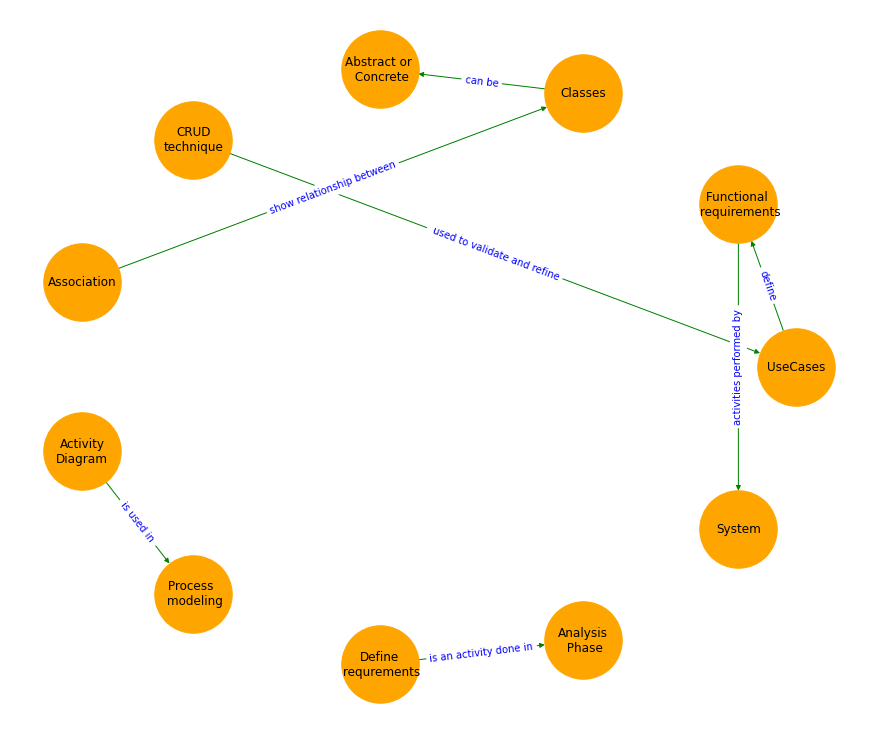 Abstract or
Concrete
can be
Classes
CRUD
technique
show relationship between
Functional
requirements
used to validate and refine
Association
define
activities performed by
UseCases
Activity
Diagram
is used in
System
Process
modeling
Analysis
Phase
is an activity done in
Define
requrements